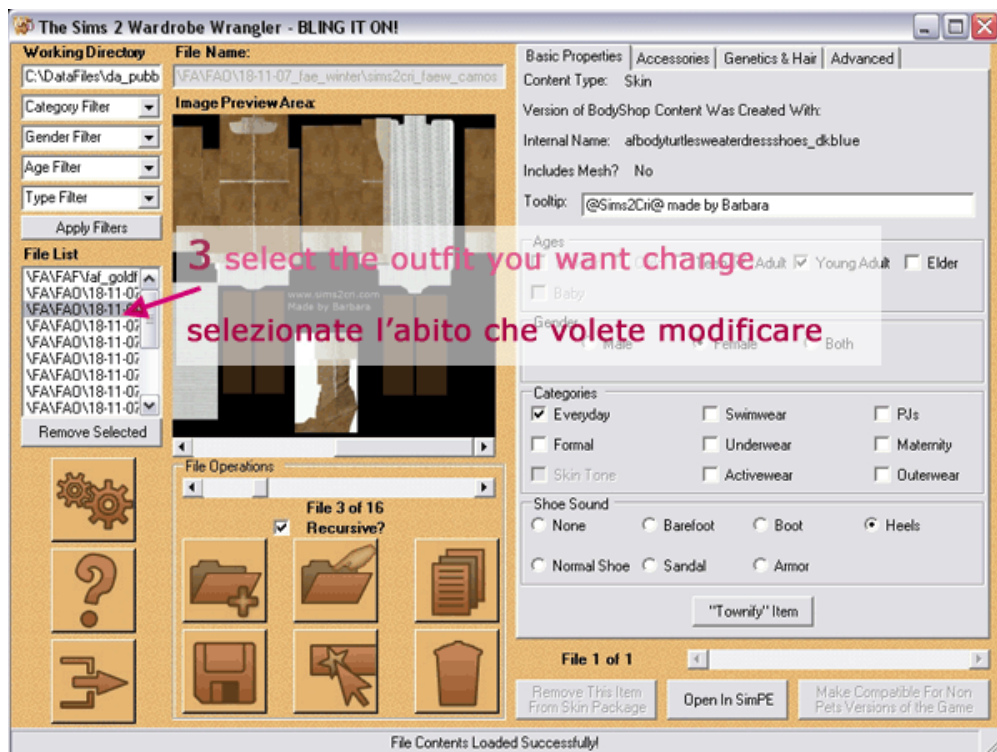 The Sims 2 Wardrobe Wrangler - BLING IT ON!
Working Directory
C:\DataFiles\da_pubb
Category Filter
Gender Filter
Age Filter
Type Filter
Apply Filters
File List
\FA\FAF\faf_goldf
\FA\FAO\18-11-07
\FA\FAO\18-11-07
\FA\FAO\18-11-07
\FA\FAO\18-11-07
\FA\FAO\18-11-07
\FA\FAO\18-11-07
\FA\FAO\18-11-07
Remove Selected
File Name:
\FA\FAO\18-11-07_fae_winter\sims2cri_faew_camos
Image Preview Area:
www.sims2cri.com
Made by Barbara
3 select the outfit you want change
selezionate l'abito che volete modificare
File Operations
File 3 of 16
Recursive?
Basic Properties Accessories Genetics & Hair Advanced
Content Type: Skin
Version of BodyShop Content Was Created With:
Internal Name: afbodyturtlesweaterdressshoes_dkblue
Includes Mesh? No
Tooltip: @Sims2Cri@ made by Barbara
Ages
Adult Young Adult Elder
Baby
Gender
Male Female Both
Categories
Everyday Swimwear PJs
Formal Underwear Maternity
Skin Tone Activewear Outerwear
Shoe Sound
None Barefoot Boot Heels
Normal Shoe Sandal Armor
"Townify" Item
File 1 of 1
Remove This Item
From Skin Package
Open In SimPE
Make Compatible For Non
Pets Versions of the Game
File Contents Loaded Successfully!